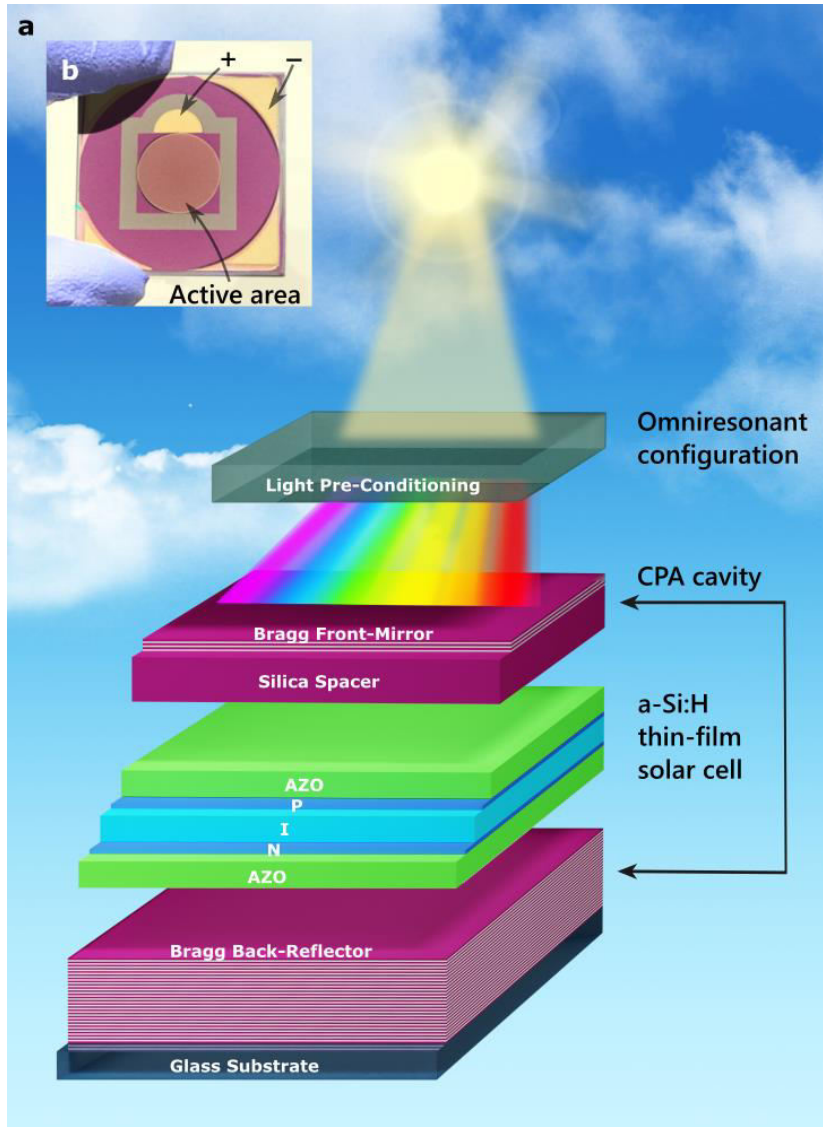 a
b
+
−
Active area
Omniresonant
configuration
Light Pre-Conditioning
CPA cavity
Bragg Front-Mirror
Silica Spacer
a-Si:H
thin-film
solar cell
AZO
P
I
N
AZO
Bragg Back-Reflector
Glass Substrate